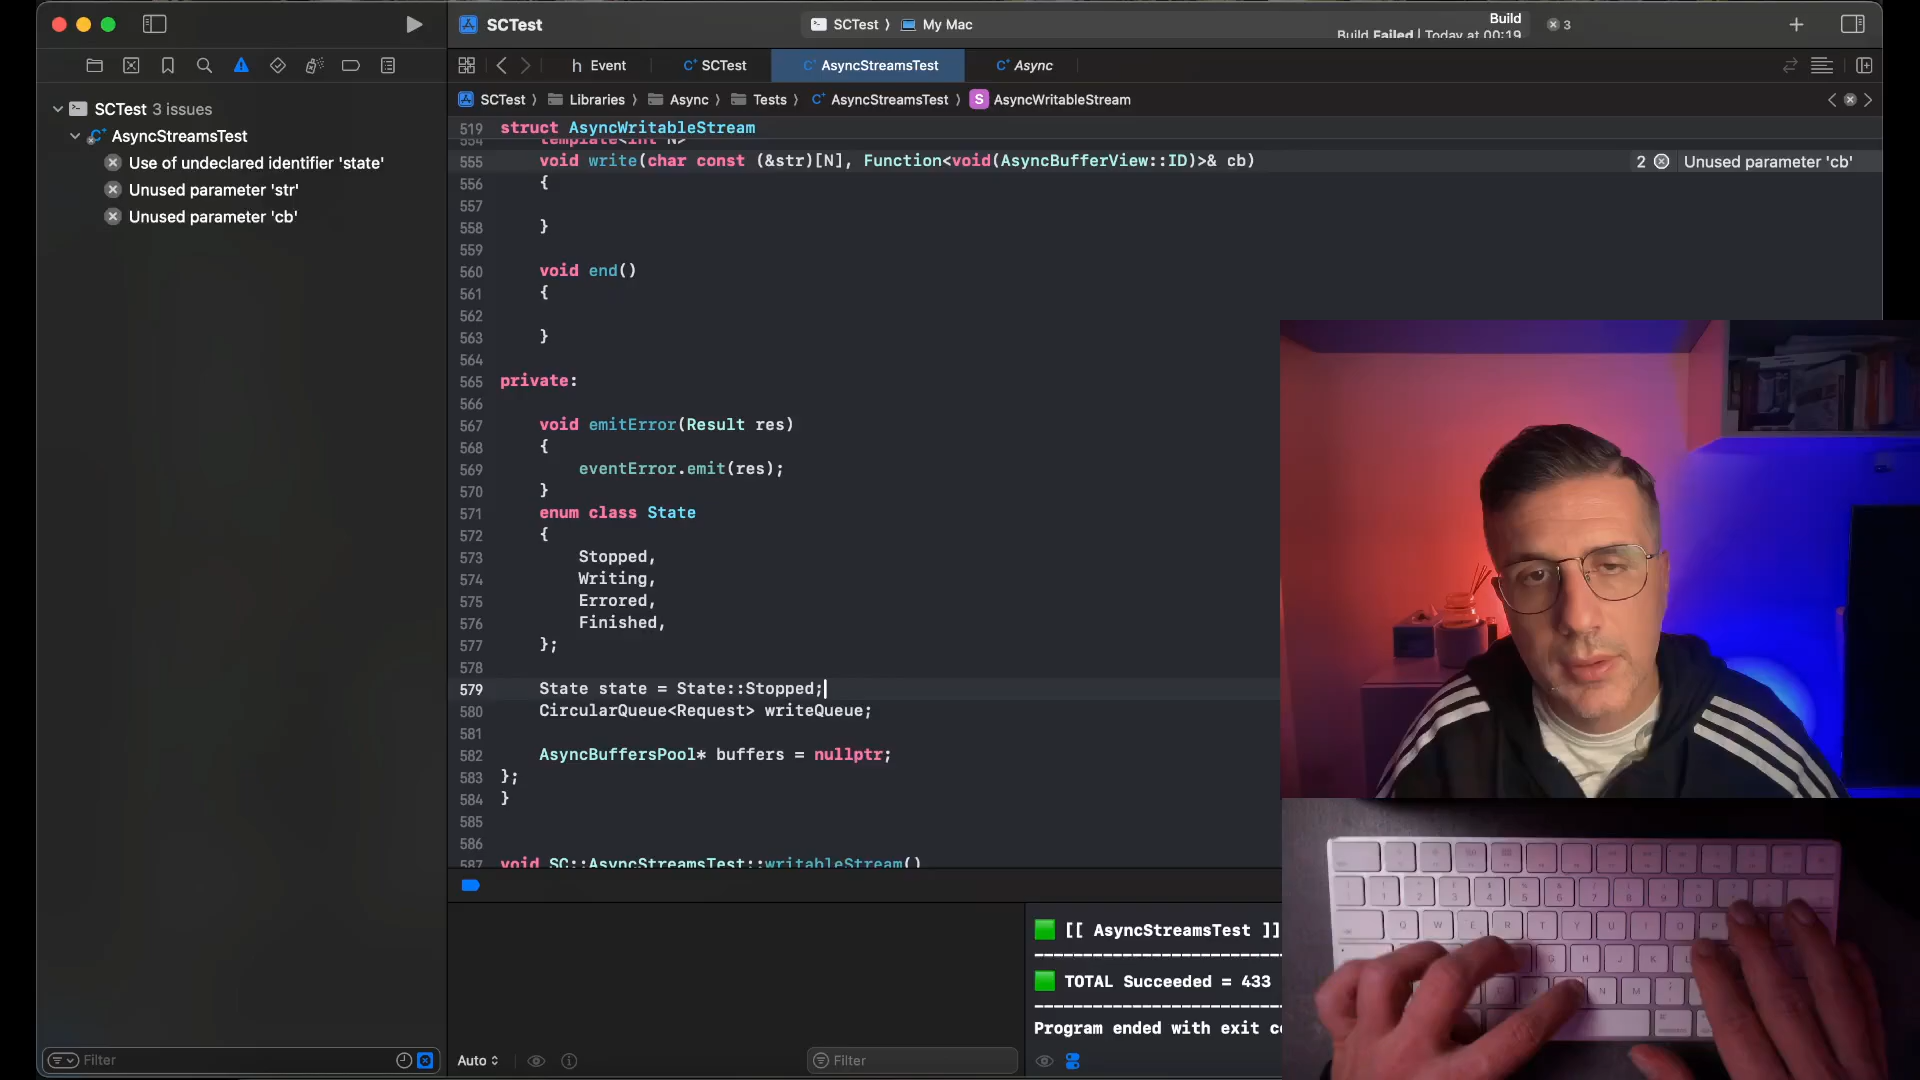 SCTest
SCTest 〉 My Mac
Build
Build Failed | Today at 00:19
3
Event
SCTest
AsyncStreamsTest
Async
SCTest 〉 Libraries 〉 Async 〉 Tests 〉 AsyncStreamsTest 〉 S AsyncWritableStream
SCTest 3 issues
AsyncStreamsTest
Use of undeclared identifier 'state'
Unused parameter 'str'
Unused parameter 'cb'
519 struct AsyncWritableStream
554 template<int N>
555 void write(char const (&str)[N], Function<void(AsyncBufferView::ID)>& cb)
2 Unused parameter 'cb'
556 {
557
558 }
559
560 void end()
561 {
562
563 }
564
565 private:
566
567 void emitError(Result res)
568 {
569 eventError.emit(res);
570 }
571 enum class State
572 {
573 Stopped,
574 Writing,
575 Errored,
576 Finished,
577 };
578
579 State state = State::Stopped;
580 CircularQueue<Request> writeQueue;
581
582 AsyncBuffersPool* buffers = nullptr;
583 };
584 }
585
586
587 void SC::AsyncStreamsTest::writableStream()
[[ AsyncStreamsTest ]]
TOTAL Succeeded = 433
Program ended with exit
Filter
Auto
Filter